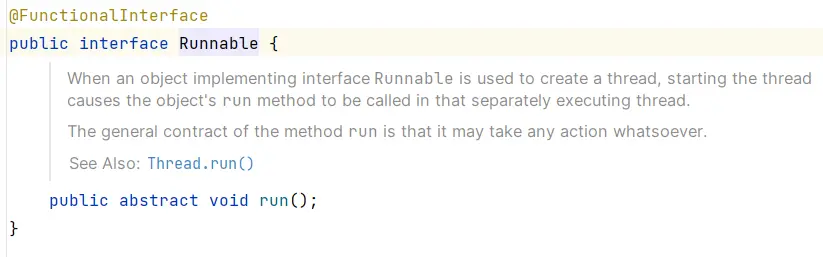 @FunctionalInterface
public interface Runnable {
When an object implementing interface Runnable is used to create a thread, starting the thread
causes the object's run method to be called in that separately executing thread.
The general contract of the method run is that it may take any action whatsoever.
See Also: Thread.run()
public abstract void run();
}